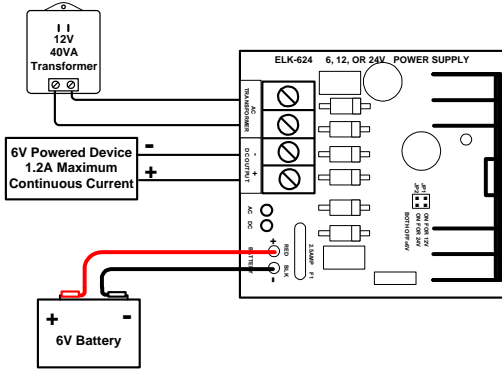 12V
40VA
Transformer
ELK-624 6, 12, OR 24V POWER SUPPLY
AC
TRANSFORMER
6V Powered Device
1.2A Maximum
Continuous Current
-
+
DC OUTPUT
-
+
AC
DC
JP1
JP2
ON FOR 12V
ON FOR 24V
BOTH OFF=6V
BATTERY
+
RED
BLK
-
2.5AMP F1
+ -
6V Battery